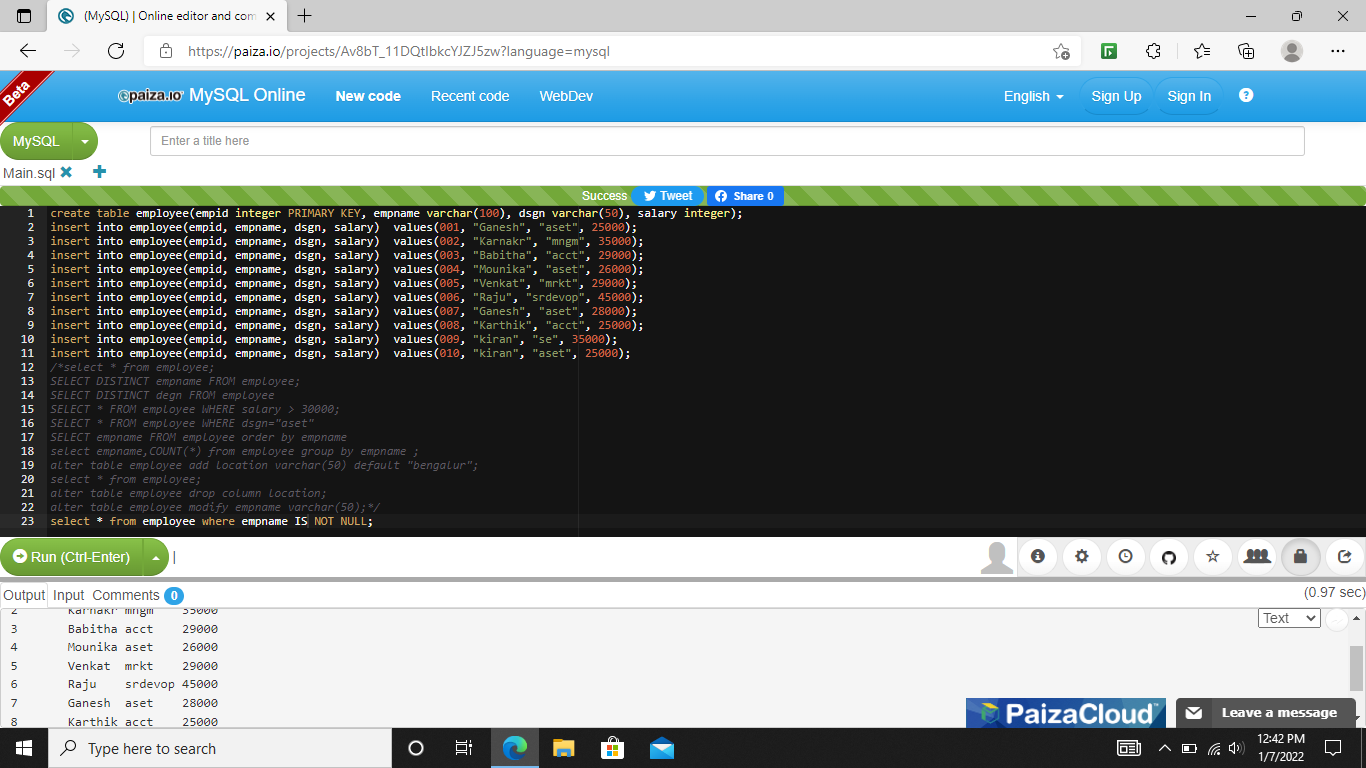 (MySQL) | Online editor and com
https://paiza.io/projects/Av8bT_11DQtIbkcYJZJ5zw?language=mysql
Beta
paiza.IO MySQL Online New code Recent code WebDev English Sign Up Sign In ?
MySQL Enter a title here
Main.sql
Success Tweet Share 0
1 create table employee(empid integer PRIMARY KEY, empname varchar(100), dsgn varchar(50), salary integer);
2 insert into employee(empid, empname, dsgn, salary)  values(001, "Ganesh", "aset", 25000);
3 insert into employee(empid, empname, dsgn, salary)  values(002, "Karnakr", "mngm", 35000);
4 insert into employee(empid, empname, dsgn, salary)  values(003, "Babitha", "acct", 29000);
5 insert into employee(empid, empname, dsgn, salary)  values(004, "Mounika", "aset", 26000);
6 insert into employee(empid, empname, dsgn, salary)  values(005, "Venkat", "mrkt", 29000);
7 insert into employee(empid, empname, dsgn, salary)  values(006, "Raju", "srdevop", 45000);
8 insert into employee(empid, empname, dsgn, salary)  values(007, "Ganesh", "aset", 28000);
9 insert into employee(empid, empname, dsgn, salary)  values(008, "Karthik", "acct", 25000);
10 insert into employee(empid, empname, dsgn, salary)  values(009, "kiran", "se", 35000);
11 insert into employee(empid, empname, dsgn, salary)  values(010, "kiran", "aset", 25000);
12 /*select * from employee;
13 SELECT DISTINCT empname FROM employee;
14 SELECT DISTINCT degn FROM employee
15 SELECT * FROM employee WHERE salary > 30000;
16 SELECT * FROM employee WHERE dsgn="aset"
17 SELECT empname FROM employee order by empname
18 select empname,COUNT(*) from employee group by empname ;
19 alter table employee add location varchar(50) default "bengalur";
20 select * from employee;
21 alter table employee drop column location;
22 alter table employee modify empname varchar(50);*/
23 select * from employee where empname IS NOT NULL;
Run (Ctrl-Enter)
Output Input Comments 0 (0.97 sec)
Text
2 Karnakr mngm 35000
3 Babitha acct 29000
4 Mounika aset 26000
5 Venkat mrkt 29000
6 Raju srdevop 45000
7 Ganesh aset 28000
8 Karthik acct 25000
PaizaCloud Leave a message
Type here to search
12:42 PM
1/7/2022